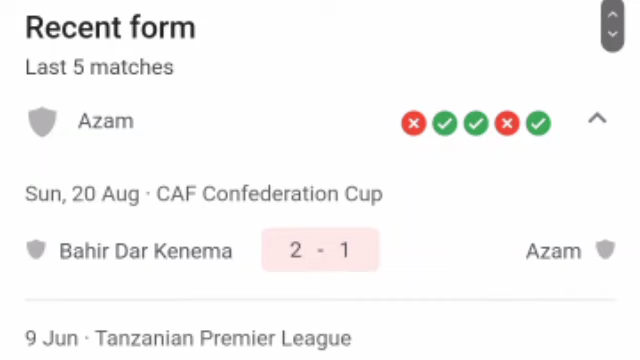 Recent form
Last 5 matches
Azam
Sun, 20 Aug · CAF Confederation Cup
Bahir Dar Kenema 2 - 1 Azam
9 Jun · Tanzanian Premier League